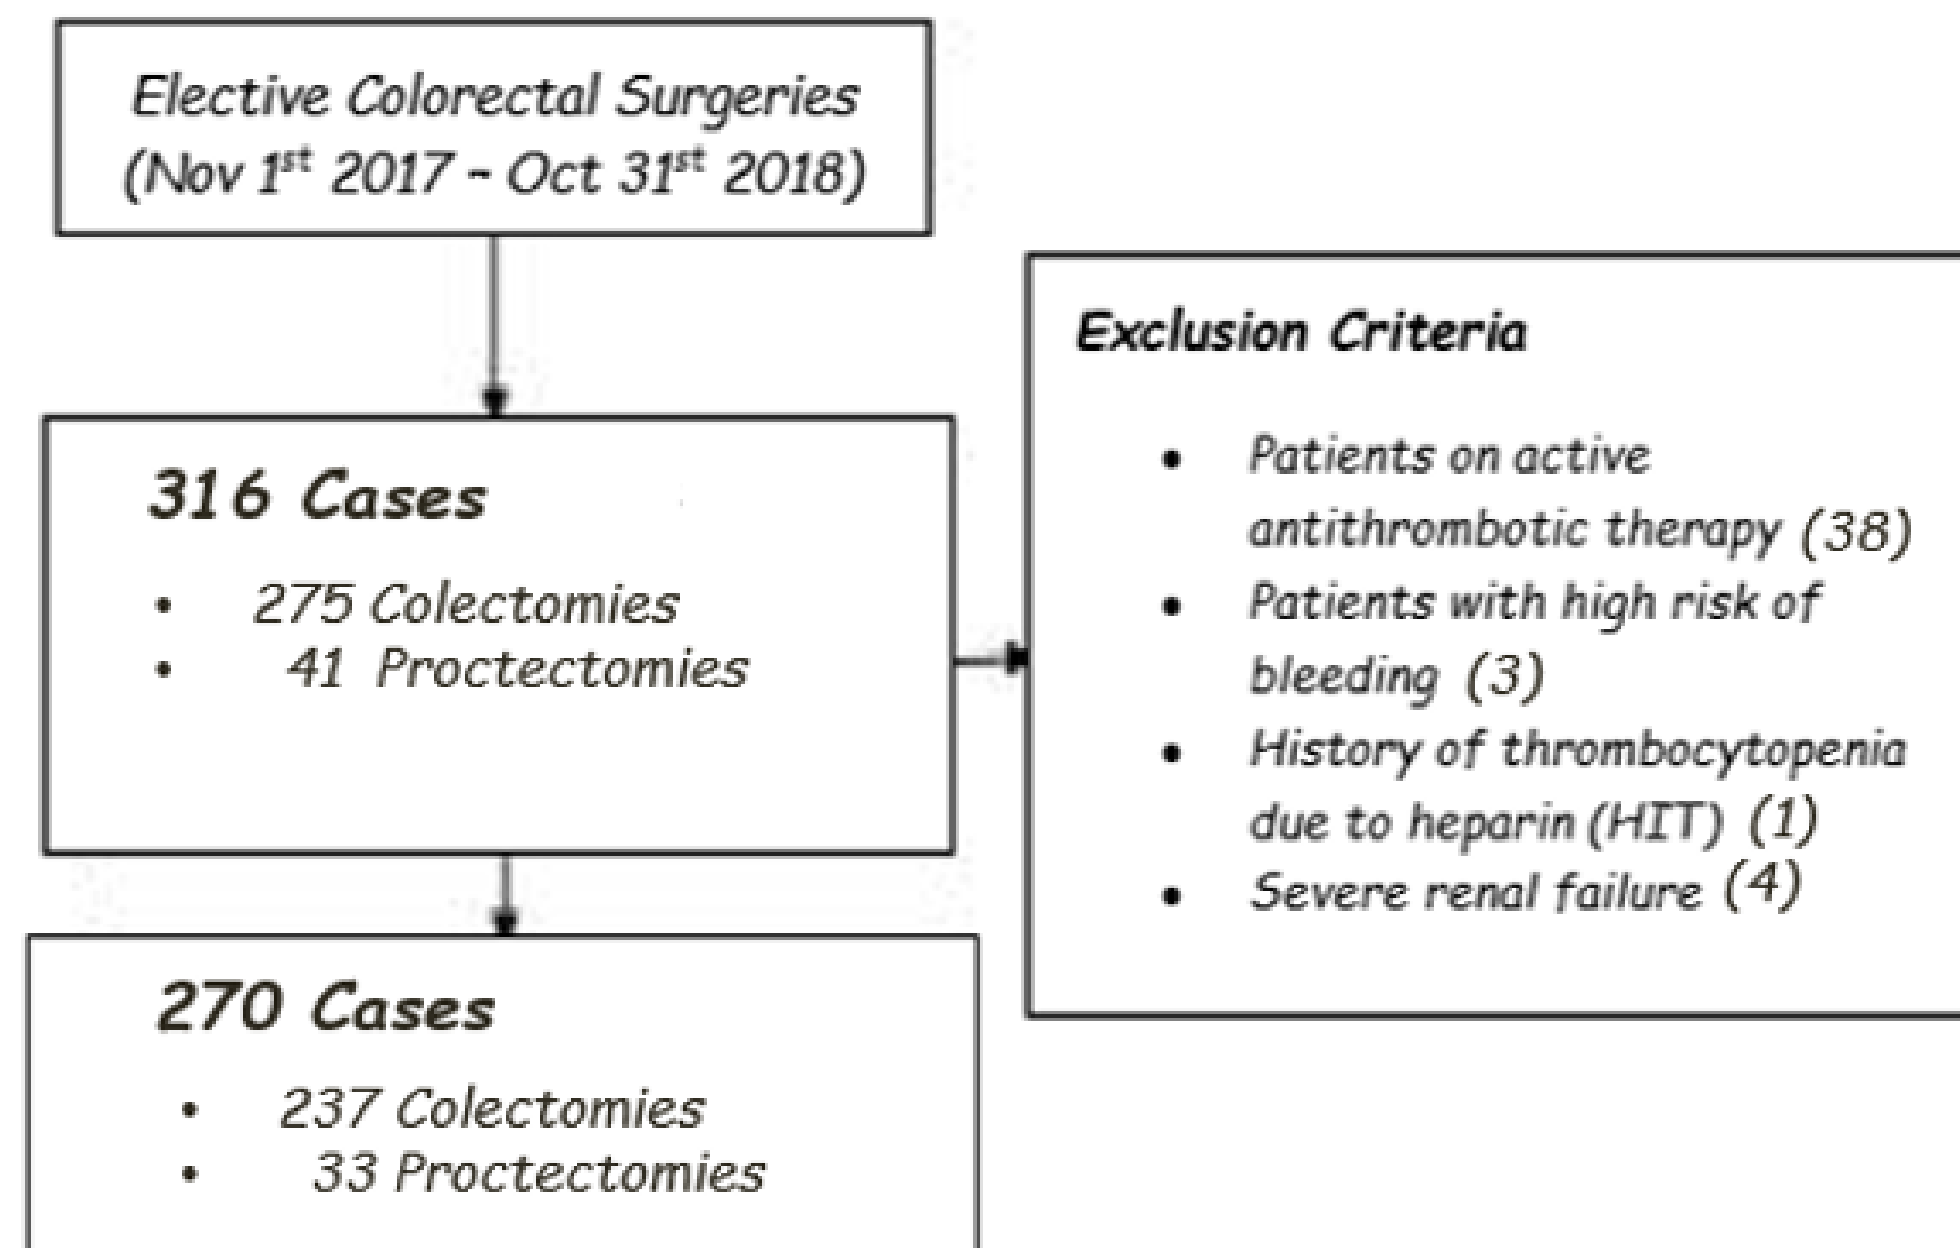 Elective Colorectal Surgeries
(Nov 1st 2017 - Oct 31st 2018)
316 Cases
• 275 Colectomies
• 41 Proctectomies
Exclusion Criteria
• Patients on active
antithrombotic therapy (38)
• Patients with high risk of
bleeding (3)
• History of thrombocytopenia
due to heparin (HIT) (1)
• Severe renal failure (4)
270 Cases
• 237 Colectomies
• 33 Proctectomies